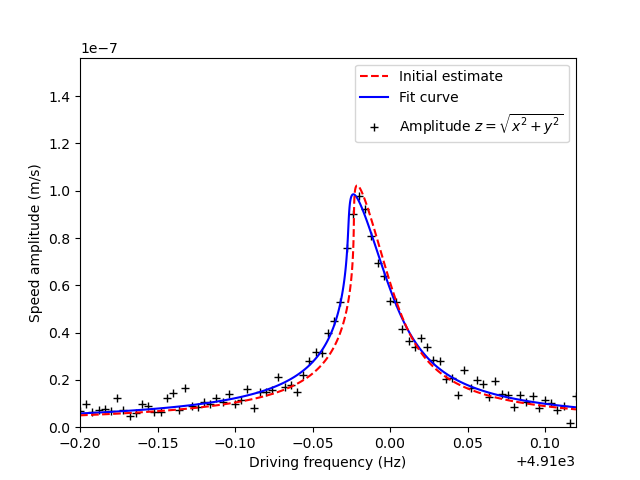 1e−7
Initial estimate
Fit curve
Amplitude z = √x² + y²
1.4
1.2
1.0
0.8
0.6
0.4
0.2
0.0
Speed amplitude (m/s)
−0.20 −0.15 −0.10 −0.05 0.00 0.05 0.10
Driving frequency (Hz)
+4.91e3